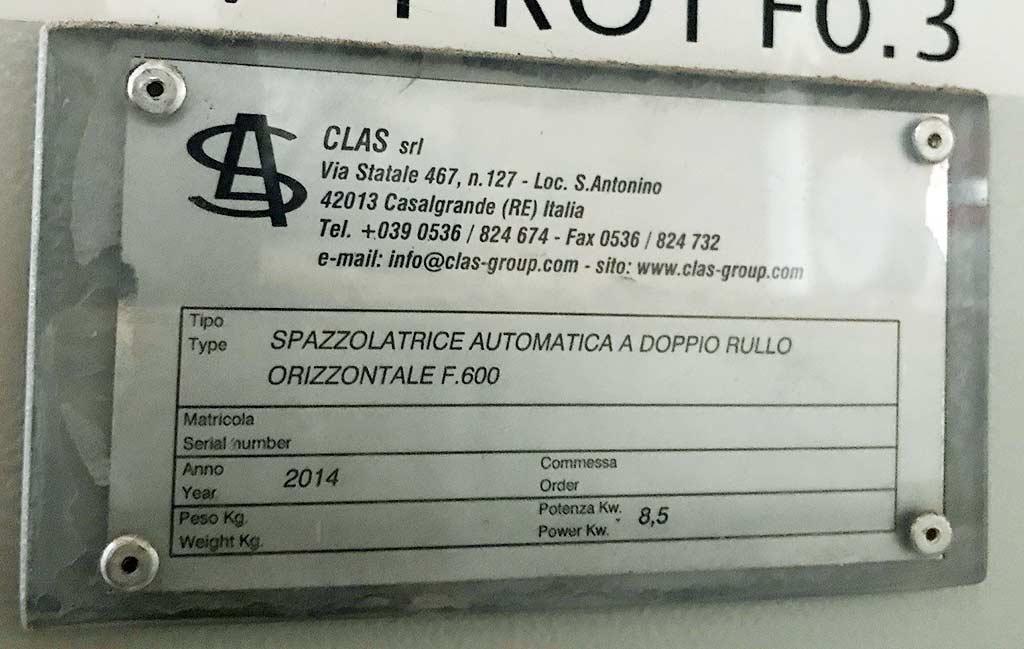 PROT F0.3
CLAS srl
Via Statale 467, n.127 - Loc. S.Antonino
42013 Casalgrande (RE) Italia
Tel. +039 0536 / 824 674 - Fax 0536 / 824 732
e-mail: info@clas-group.com - sito: www.clas-group.com
Tipo
Type
SPAZZOLATRICE AUTOMATICA A DOPPIO RULLO
ORIZZONTALE F.600
Matricola
Serial number
Anno
Year
2014
Commessa
Order
Peso Kg.
Weight Kg.
Potenza Kw.
Power Kw.
8,5